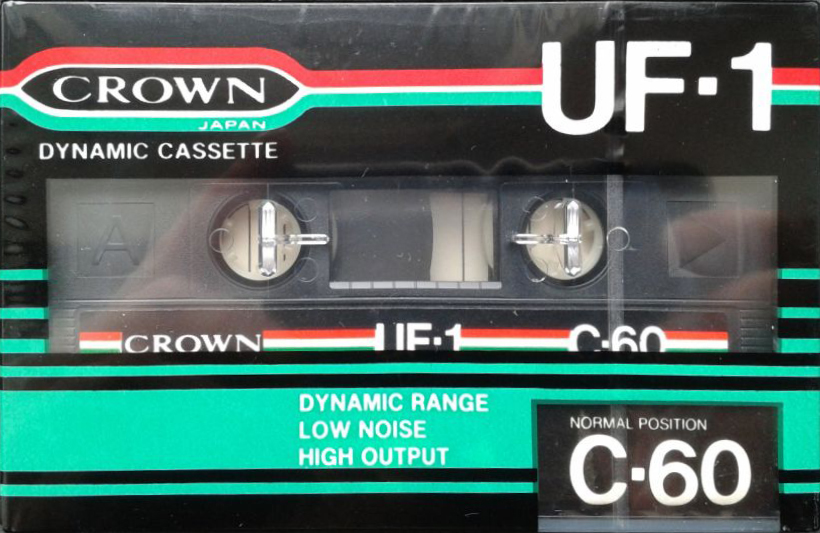 CROWN
JAPAN
UF·1
DYNAMIC CASSETTE
A
CROWN UF·1 C·60
DYNAMIC RANGE
LOW NOISE
HIGH OUTPUT
NORMAL POSITION
C·60